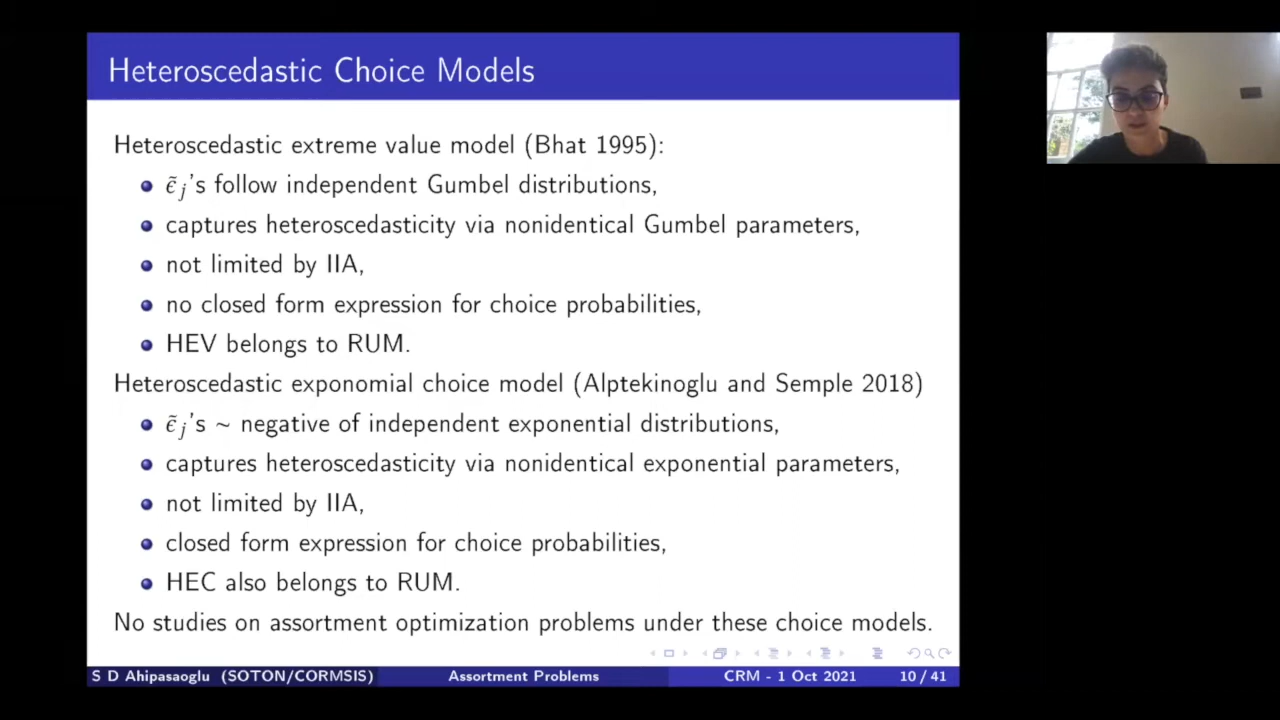 Heteroscedastic Choice Models
Heteroscedastic extreme value model (Bhat 1995):
ε̃ⱼ's follow independent Gumbel distributions,
captures heteroscedasticity via nonidentical Gumbel parameters,
not limited by IIA,
no closed form expression for choice probabilities,
HEV belongs to RUM.
Heteroscedastic exponomial choice model (Alptekinoglu and Semple 2018)
ε̃ⱼ's ~ negative of independent exponential distributions,
captures heteroscedasticity via nonidentical exponential parameters,
not limited by IIA,
closed form expression for choice probabilities,
HEC also belongs to RUM.
No studies on assortment optimization problems under these choice models.
S D Ahipasaoglu (SOTON/CORMSIS) Assortment Problems CRM - 1 Oct 2021 10 / 41